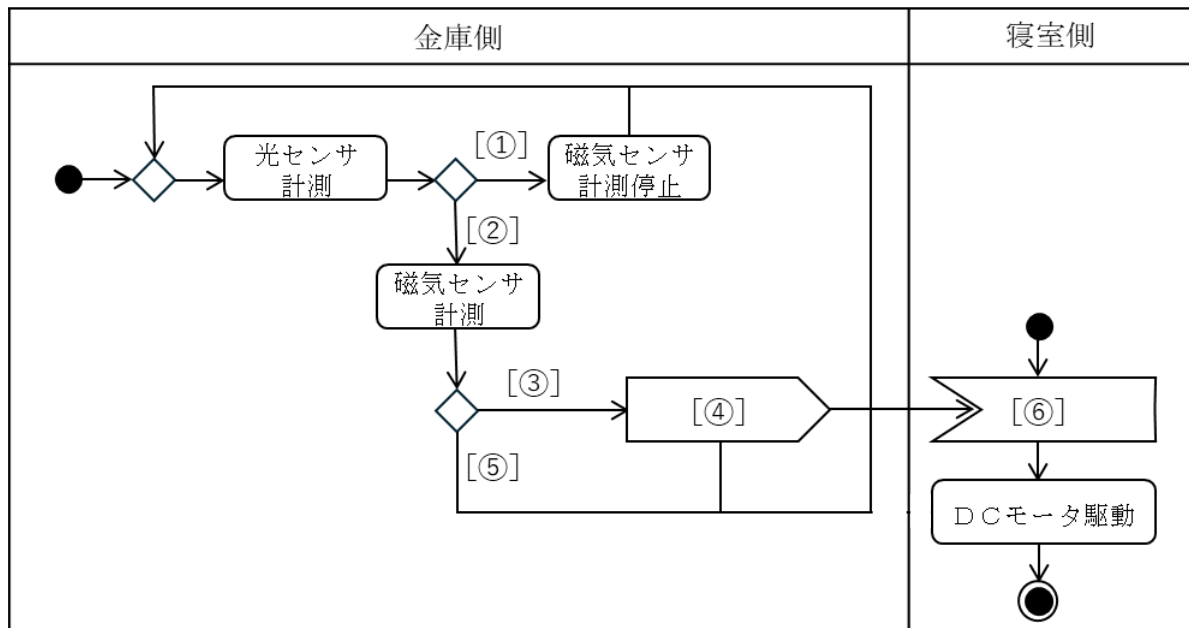 金庫側
寝室側
光センサ
計測
[①]
磁気センサ
計測停止
[②]
磁気センサ
計測
[③]
[④]
[⑤]
[⑥]
ＤＣモータ駆動